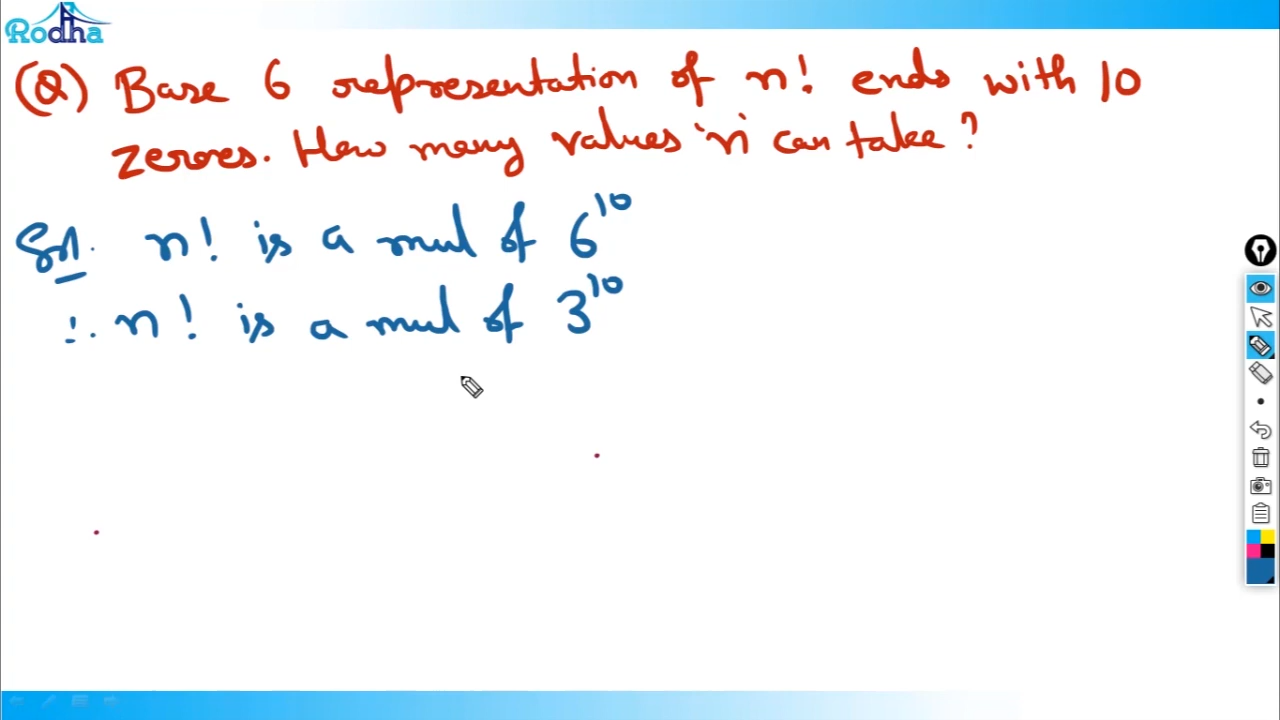 Rodha
(Q) Base 6 representation of n! ends with 10
zeroes. How many values 'n' can take ?
Sol. n! is a mul of 6^10
∴ n! is a mul of 3^10